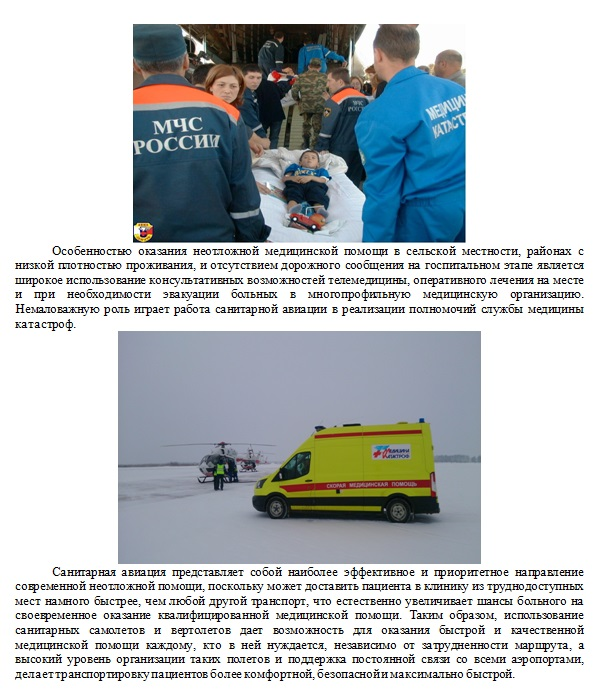 МЧС
РОССИИ
МЕДИЦИН
КАТАСТРОФ
Особенностью оказания неотложной медицинской помощи в сельской местности, районах с
низкой плотностью проживания, и отсутствием дорожного сообщения на госпитальном этапе является
широкое использование консультативных возможностей телемедицины, оперативного лечения на месте
и при необходимости эвакуации больных в многопрофильную медицинскую организацию.
Немаловажную роль играет работа санитарной авиации в реализации полномочий службы медицины
катастроф.
медицина
катастроф
СКОРАЯ МЕДИЦИНСКАЯ ПОМОЩЬ
Санитарная авиация представляет собой наиболее эффективное и приоритетное направление
современной неотложной помощи, поскольку может доставить пациента в клинику из труднодоступных
мест намного быстрее, чем любой другой транспорт, что естественно увеличивает шансы больного на
своевременное оказание квалифицированной медицинской помощи. Таким образом, использование
санитарных самолетов и вертолетов дает возможность для оказания быстрой и качественной
медицинской помощи каждому, кто в ней нуждается, независимо от затрудненности маршрута, а
высокий уровень организации таких полетов и поддержка постоянной связи со всеми аэропортами,
делает транспортировку пациентов более комфортной, безопасной и максимально быстрой.